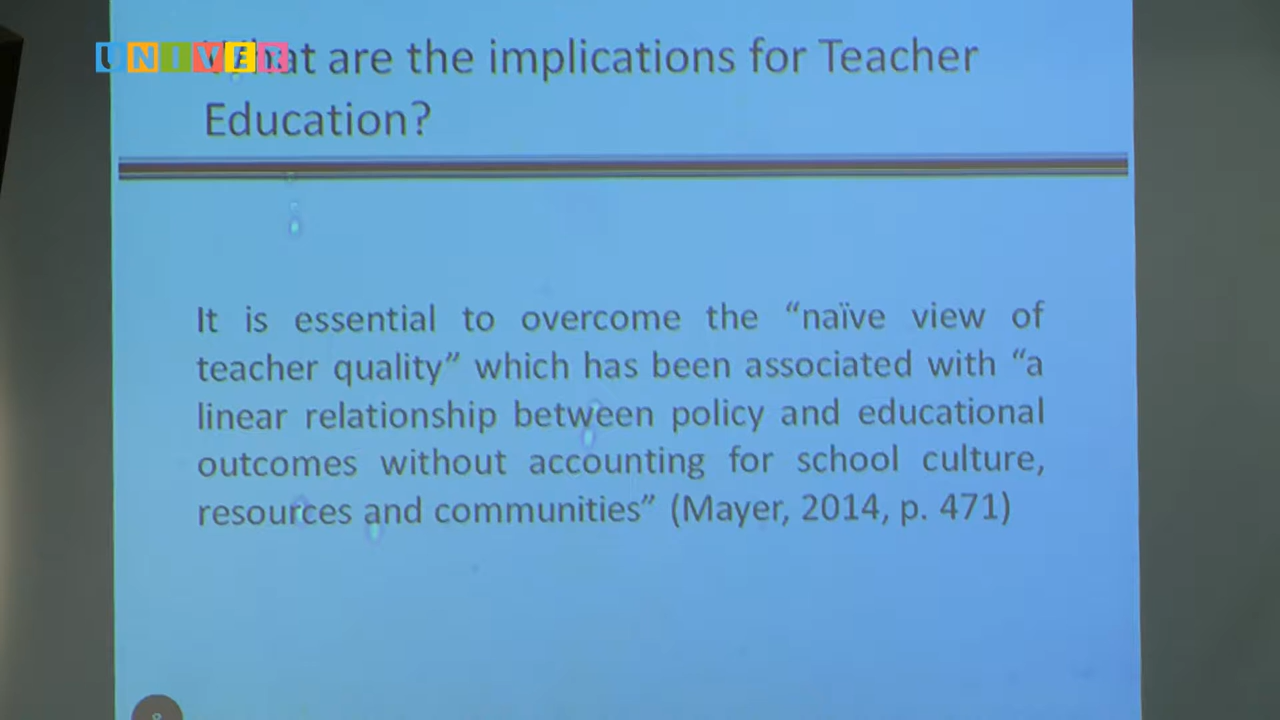 UNIVER
What are the implications for Teacher
Education?
It is essential to overcome the “naïve view of
teacher quality” which has been associated with “a
linear relationship between policy and educational
outcomes without accounting for school culture,
resources and communities” (Mayer, 2014, p. 471)
8